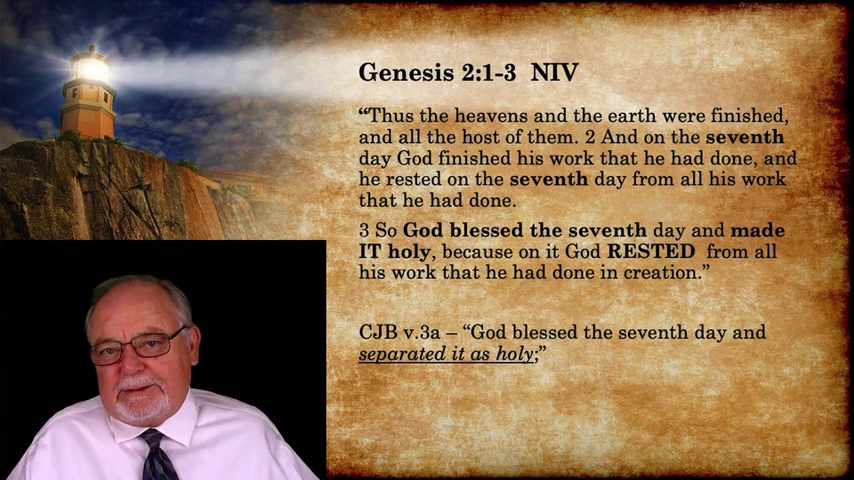 Genesis 2:1-3 NIV
“Thus the heavens and the earth were finished,
and all the host of them. 2 And on the seventh
day God finished his work that he had done, and
he rested on the seventh day from all his work
that he had done.
3 So God blessed the seventh day and made
IT holy, because on it God RESTED from all
his work that he had done in creation.”
CJB v.3a – “God blessed the seventh day and
separated it as holy;”